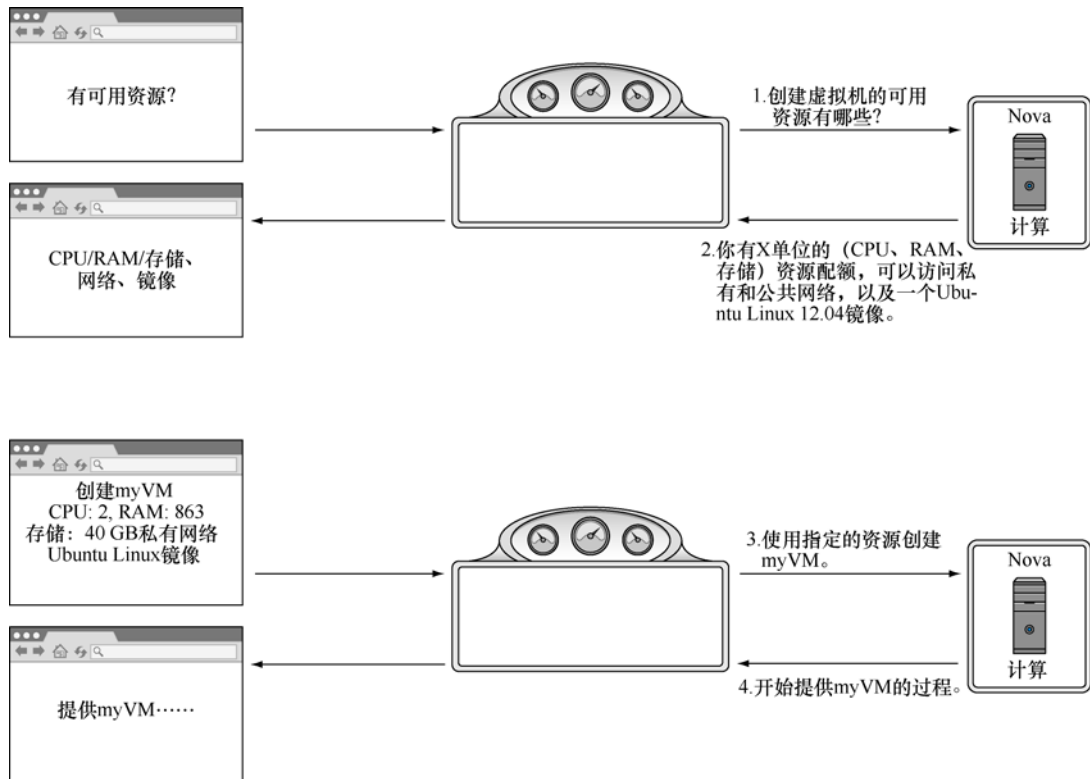 有可用资源？
1.创建虚拟机的可用
资源有哪些？
Nova
计算
CPU/RAM/存储、
网络、镜像
2.你有X单位的（CPU、RAM、
存储）资源配额，可以访问私
有和公共网络，以及一个Ubu-
ntu Linux 12.04镜像。
创建myVM
CPU: 2, RAM: 863
存储：40 GB私有网络
Ubuntu Linux镜像
3.使用指定的资源创建
myVM。
Nova
计算
提供myVM……
4.开始提供myVM的过程。